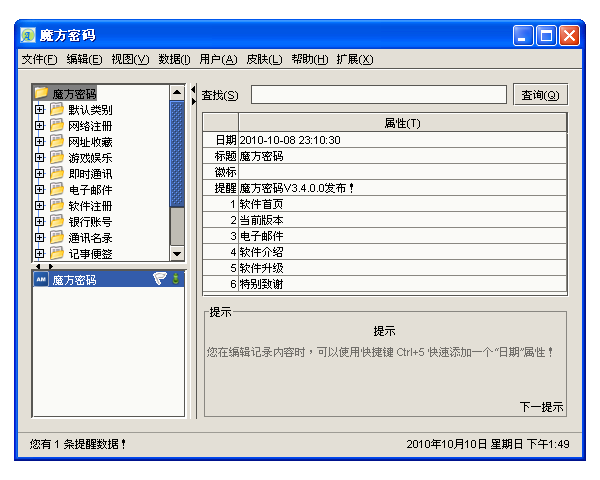 魔方密码
文件(F) 编辑(E) 视图(V) 数据(I) 用户(A) 皮肤(L) 帮助(H) 扩展(X)
魔方密码
默认类别
网络注册
网址收藏
游戏娱乐
即时通讯
电子邮件
软件注册
银行账号
通讯名录
记事便签
AM 魔方密码
查找(S) 查询(Q)
属性(T)
日期 2010-10-08 23:10:30
标题 魔方密码
徽标
提醒 魔方密码V3.4.0.0发布！
1 软件首页
2 当前版本
3 电子邮件
4 软件介绍
5 软件升级
6 特别致谢
提示
提示
您在编辑记录内容时，可以使用快捷键 Ctrl+5 快速添加一个“日期”属性！
下一提示
您有 1 条提醒数据！ 2010年10月10日 星期日 下午1:49